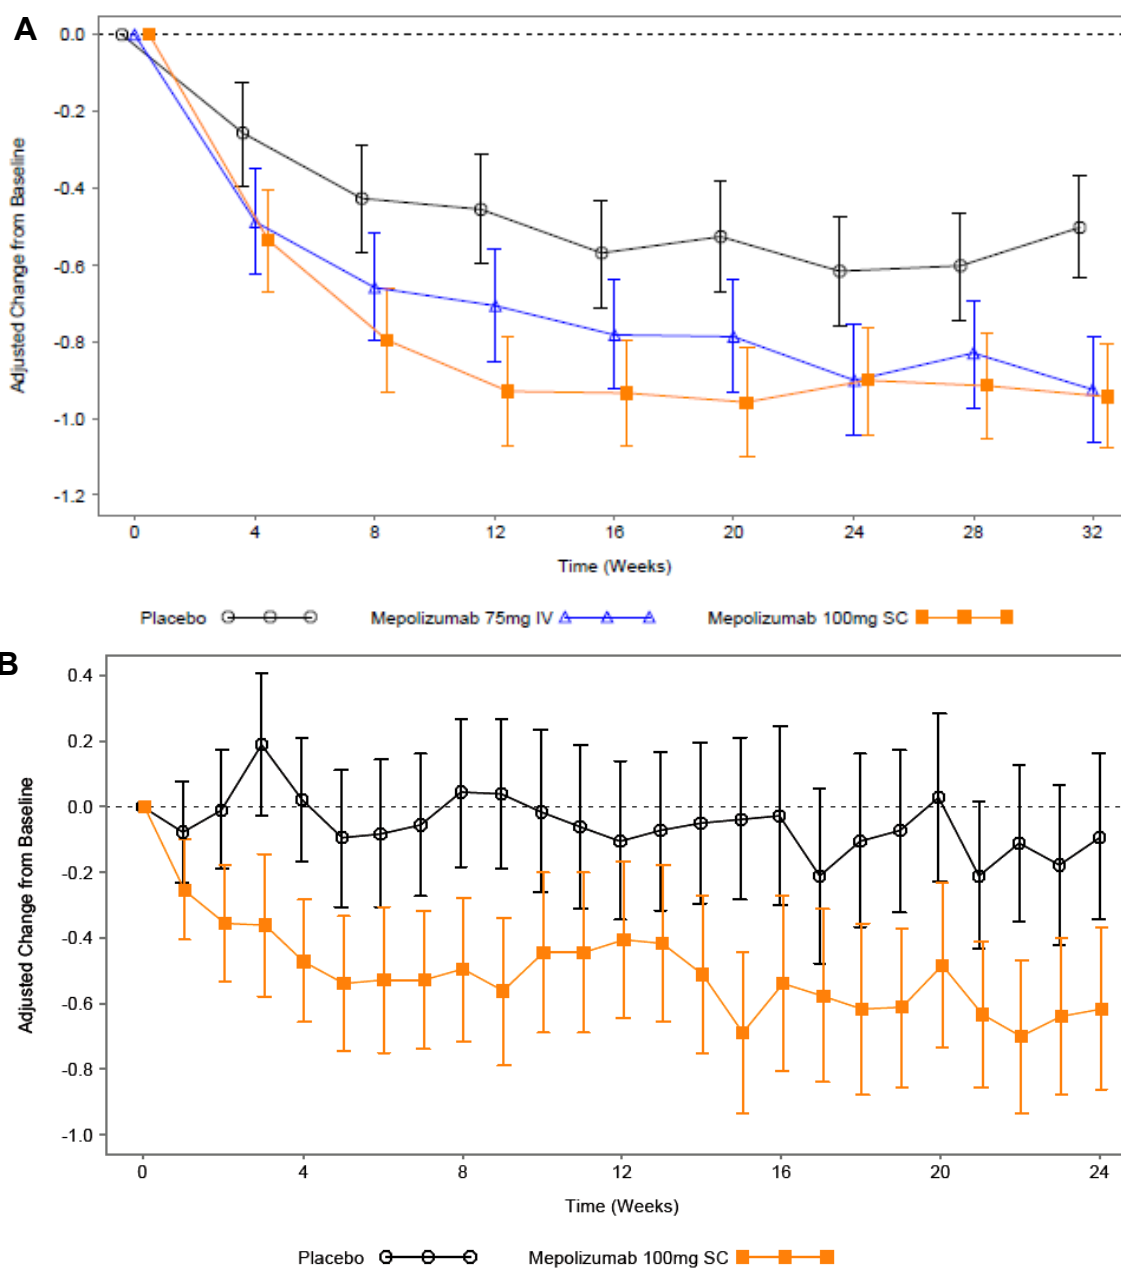 A
Adjusted Change from Baseline
0.0
-0.2
-0.4
-0.6
-0.8
-1.0
-1.2
0 4 8 12 16 20 24 28 32
Time (Weeks)
Placebo Mepolizumab 75mg IV Mepolizumab 100mg SC
B
Adjusted Change from Baseline
0.4
0.2
0.0
-0.2
-0.4
-0.6
-0.8
-1.0
0 4 8 12 16 20 24
Time (Weeks)
Placebo Mepolizumab 100mg SC